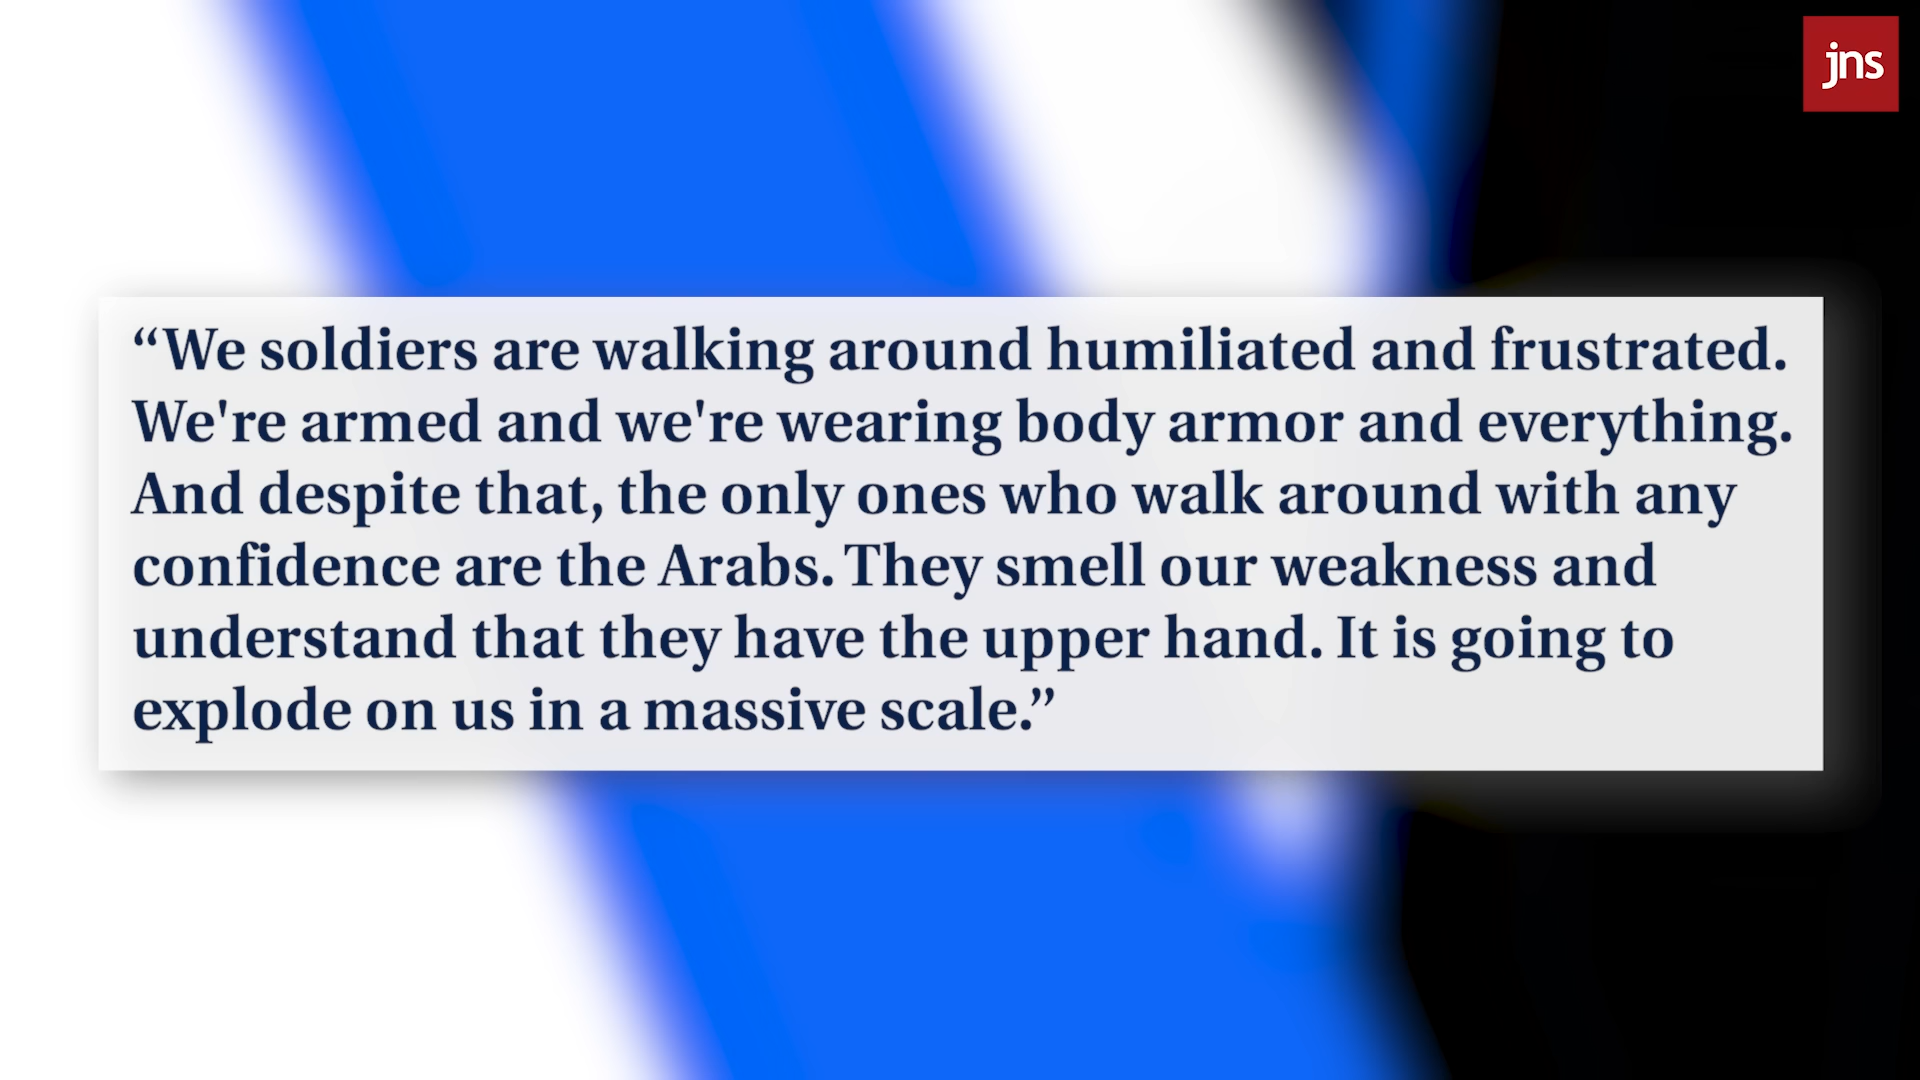 jns
“We soldiers are walking around humiliated and frustrated.
We're armed and we're wearing body armor and everything.
And despite that, the only ones who walk around with any
confidence are the Arabs. They smell our weakness and
understand that they have the upper hand. It is going to
explode on us in a massive scale.”